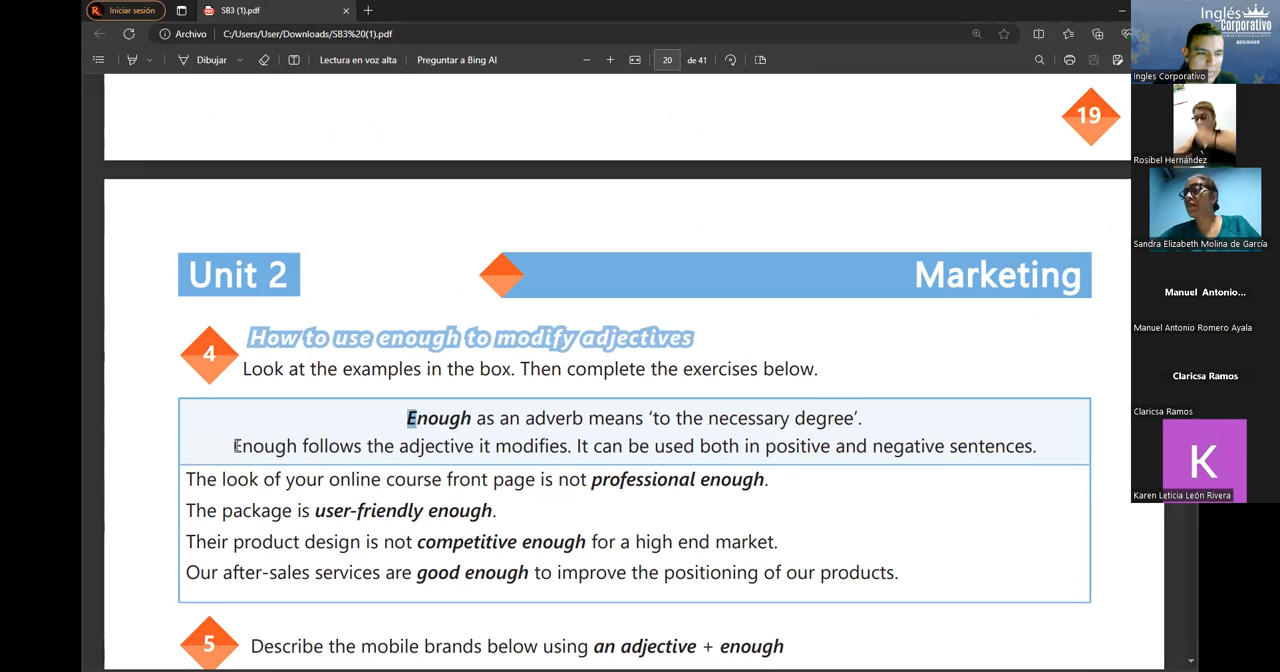 Iniciar sesión
SB3 (1).pdf
Archivo
C:/Users/User/Downloads/SB3%20(1).pdf
Dibujar
Lectura en voz alta
Preguntar a Bing AI
20
de 41
19
Unit 2
Marketing
4
How to use enough to modify adjectives
Look at the examples in the box. Then complete the exercises below.
Enough as an adverb means ‘to the necessary degree’.
Enough follows the adjective it modifies. It can be used both in positive and negative sentences.
The look of your online course front page is not professional enough.
The package is user-friendly enough.
Their product design is not competitive enough for a high end market.
Our after-sales services are good enough to improve the positioning of our products.
5
Describe the mobile brands below using an adjective + enough
Inglés
Corporativo
BEGINNER
Ingles Corporativo
Rosibel Hernández
Sandra Elizabeth Molina de García
Manuel Antonio...
Manuel Antonio Romero Ayala
Claricsa Ramos
Claricsa Ramos
K
Karen Leticia León Rivera